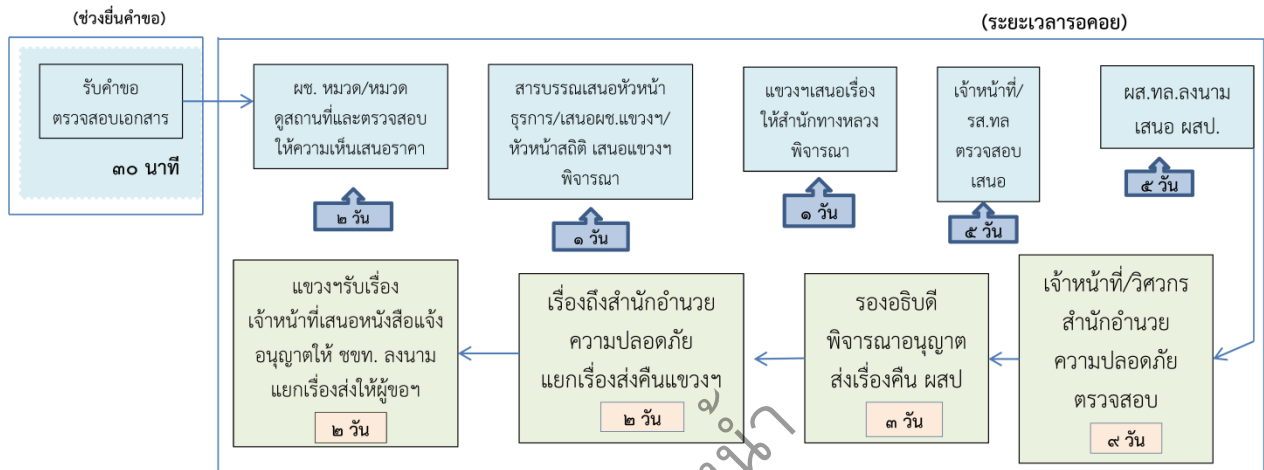 (ช่วงยื่นคำขอ)
(ระยะเวลารอคอย)
รับคำขอ
ตรวจสอบเอกสาร
๓๐ นาที
ผช. หมวด/หมวด
ดูสถานที่และตรวจสอบ
ให้ความเห็นเสนอราคา
๒ วัน
สารบรรณเสนอหัวหน้า
ธุรการ/เสนอผช.แขวงฯ/
หัวหน้าสถิติ เสนอแขวงฯ
พิจารณา
๑ วัน
แขวงฯเสนอเรื่อง
ให้สำนักทางหลวง
พิจารณา
๑ วัน
เจ้าหน้าที่/
รส.ทล
ตรวจสอบ
เสนอ
๕ วัน
ผส.ทล.ลงนาม
เสนอ ผสป.
๕ วัน
เจ้าหน้าที่/วิศวกร
สำนักอำนวย
ความปลอดภัย
ตรวจสอบ
๙ วัน
รองอธิบดี
พิจารณาอนุญาต
ส่งเรื่องคืน ผสป
๓ วัน
เรื่องถึงสำนักอำนวย
ความปลอดภัย
แยกเรื่องส่งคืนแขวงฯ
๒ วัน
แขวงฯรับเรื่อง
เจ้าหน้าที่เสนอหนังสือแจ้ง
อนุญาตให้ ชขท. ลงนาม
แยกเรื่องส่งให้ผู้ขอฯ
๒ วัน